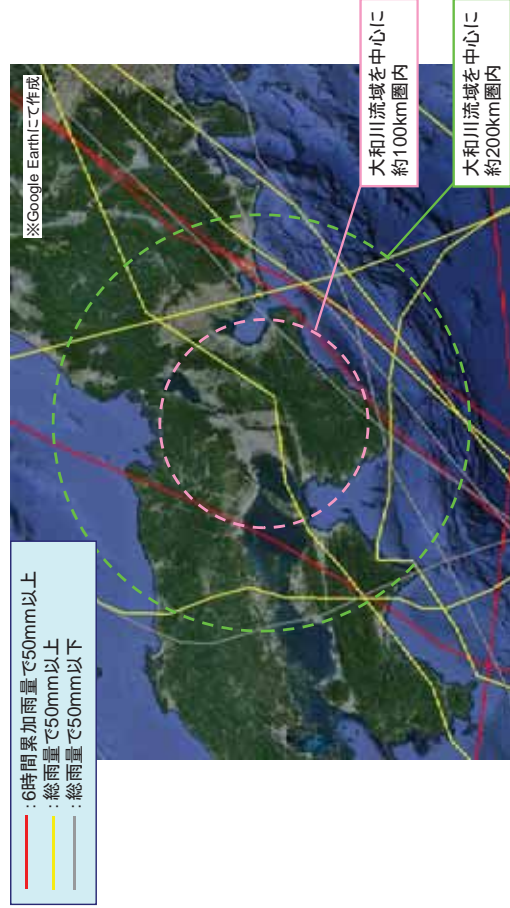 ：6時間累加雨量で50mm以上
：総雨量で50mm以上
：総雨量で50mm以下
※Google Earthにて作成
大和川流域を中心に
約100km圏内
大和川流域を中心に
約200km圏内